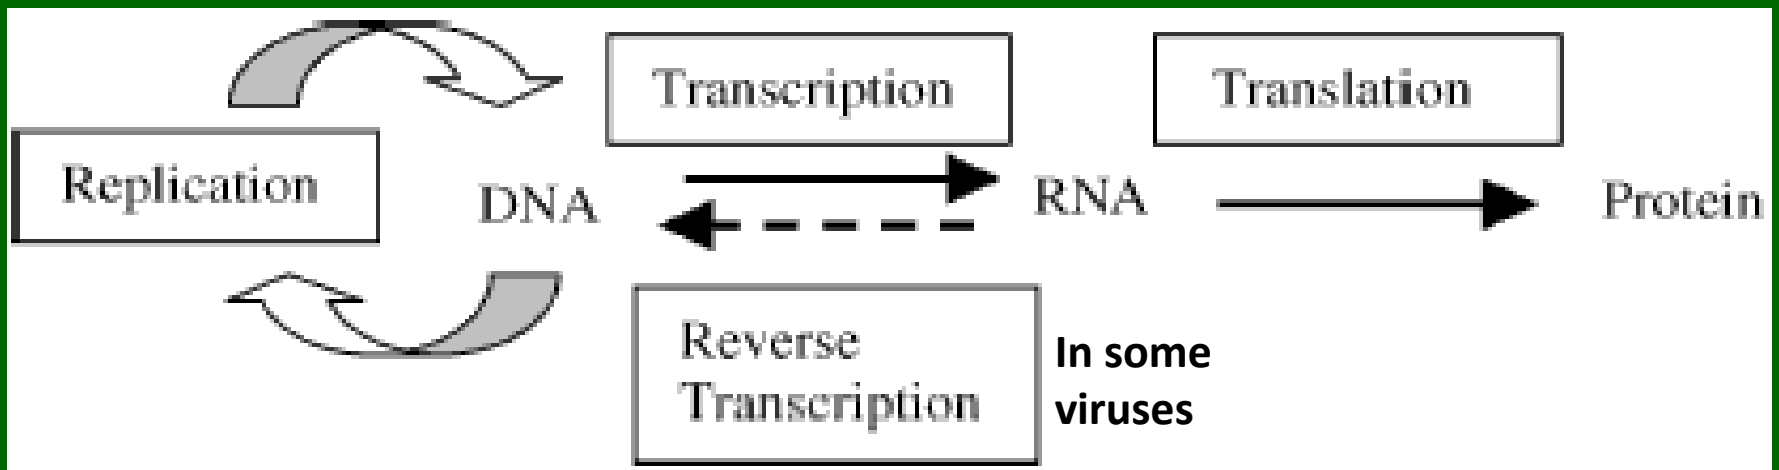 Transcription
Translation
Replication
DNA
RNA
Protein
Reverse
Transcription
In some
viruses